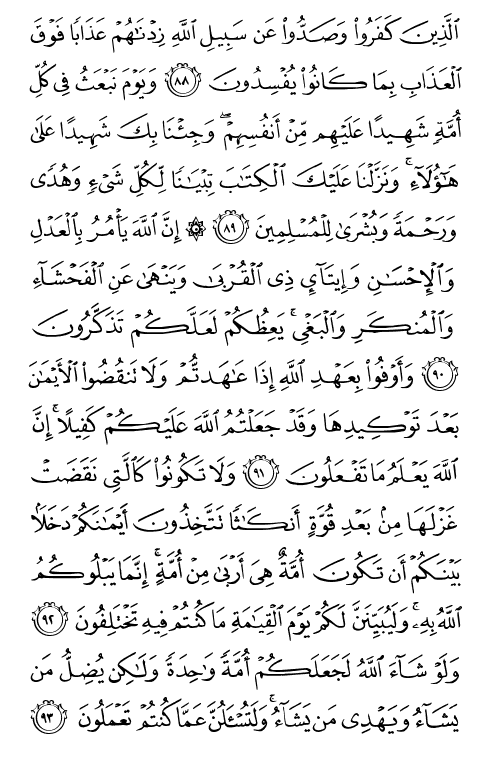 ٱلَّذِينَ كَفَرُوا۟ وَصَدُّوا۟ عَن سَبِيلِ ٱللَّهِ زِدْنَـٰهُمْ عَذَابًا فَوْقَ
ٱلْعَذَابِ بِمَا كَانُوا۟ يُفْسِدُونَ ٨٨ وَيَوْمَ نَبْعَثُ فِى كُلِّ
أُمَّةٍ شَهِيدًا عَلَيْهِم مِّنْ أَنفُسِهِمْ ۖ وَجِئْنَا بِكَ شَهِيدًا عَلَىٰ
هَـٰٓؤُلَآءِ ۚ وَنَزَّلْنَا عَلَيْكَ ٱلْكِتَـٰبَ تِبْيَـٰنًا لِّكُلِّ شَىْءٍ وَهُدًى
وَرَحْمَةً وَبُشْرَىٰ لِلْمُسْلِمِينَ ٨٩ ۞ إِنَّ ٱللَّهَ يَأْمُرُ بِٱلْعَدْلِ
وَٱلْإِحْسَـٰنِ وَإِيتَآئِ ذِى ٱلْقُرْبَىٰ وَيَنْهَىٰ عَنِ ٱلْفَحْشَآءِ
وَٱلْمُنكَرِ وَٱلْبَغْىِ ۚ يَعِظُكُمْ لَعَلَّكُمْ تَذَكَّرُونَ
٩٠ وَأَوْفُوا۟ بِعَهْدِ ٱللَّهِ إِذَا عَـٰهَدتُّمْ وَلَا تَنقُضُوا۟ ٱلْأَيْمَـٰنَ
بَعْدَ تَوْكِيدِهَا وَقَدْ جَعَلْتُمُ ٱللَّهَ عَلَيْكُمْ كَفِيلًا ۚ إِنَّ
ٱللَّهَ يَعْلَمُ مَا تَفْعَلُونَ ٩١ وَلَا تَكُونُوا۟ كَٱلَّتِى نَقَضَتْ
غَزْلَهَا مِنۢ بَعْدِ قُوَّةٍ أَنكَـٰثًا تَتَّخِذُونَ أَيْمَـٰنَكُمْ دَخَلًۢا
بَيْنَكُمْ أَن تَكُونَ أُمَّةٌ هِىَ أَرْبَىٰ مِنْ أُمَّةٍ ۚ إِنَّمَا يَبْلُوكُمُ
ٱللَّهُ بِهِۦ ۚ وَلَيُبَيِّنَنَّ لَكُمْ يَوْمَ ٱلْقِيَـٰمَةِ مَا كُنتُمْ فِيهِ تَخْتَلِفُونَ ٩٢
وَلَوْ شَآءَ ٱللَّهُ لَجَعَلَكُمْ أُمَّةً وَٰحِدَةً وَلَـٰكِن يُضِلُّ مَن
يَشَآءُ وَيَهْدِى مَن يَشَآءُ ۚ وَلَتُسْـَٔلُنَّ عَمَّا كُنتُمْ تَعْمَلُونَ ٩٣